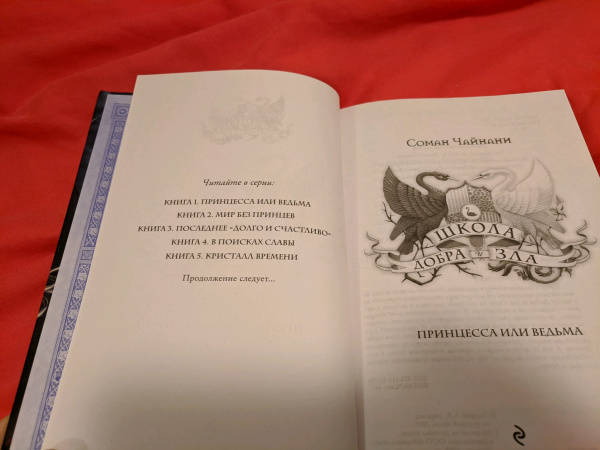 Читайте в серии:
КНИГА 1. ПРИНЦЕССА ИЛИ ВЕДЬМА
КНИГА 2. МИР БЕЗ ПРИНЦЕВ
КНИГА 3. ПОСЛЕДНЕЕ «ДОЛГО И СЧАСТЛИВО»
КНИГА 4. В ПОИСКАХ СЛАВЫ
КНИГА 5. КРИСТАЛЛ ВРЕМЕНИ
Продолжение следует...
Соман Чайнани
ШКОЛА
ДОБРА И ЗЛА
ПРИНЦЕССА ИЛИ ВЕДЬМА